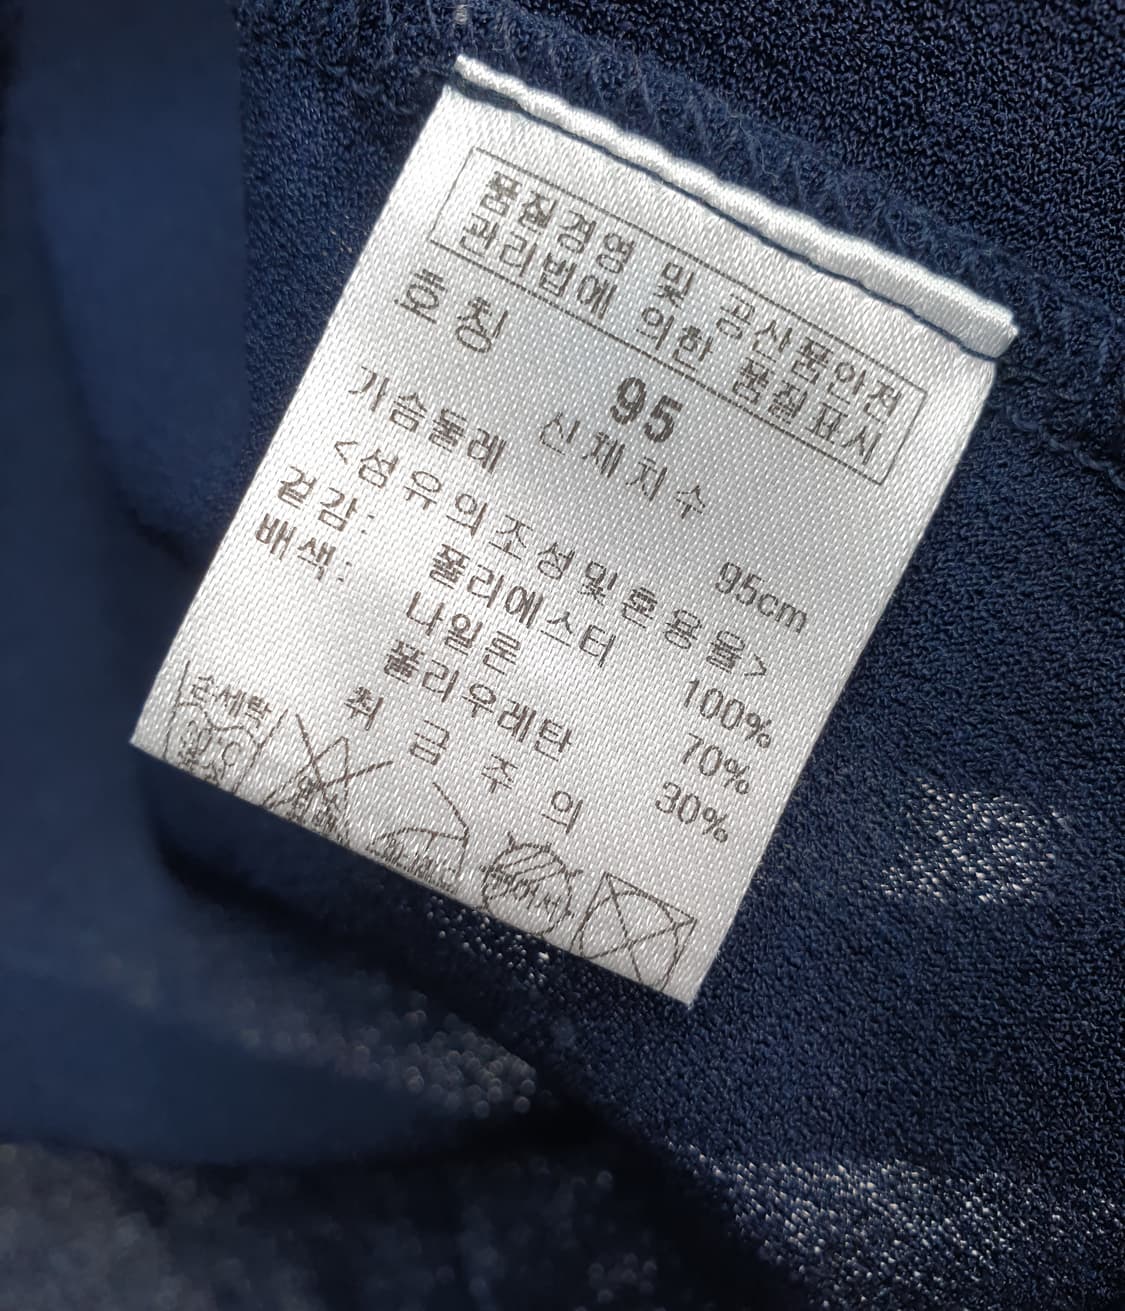 품질경영 및 공산품안전
관리법에 의한 품질표시
호칭 95
신체치수
가슴둘레 95cm
<섬유의조성및혼용율>
겉감: 폴리에스터 100%
배색: 나일론 70%
폴리우레탄 30%
취급주의
손세탁